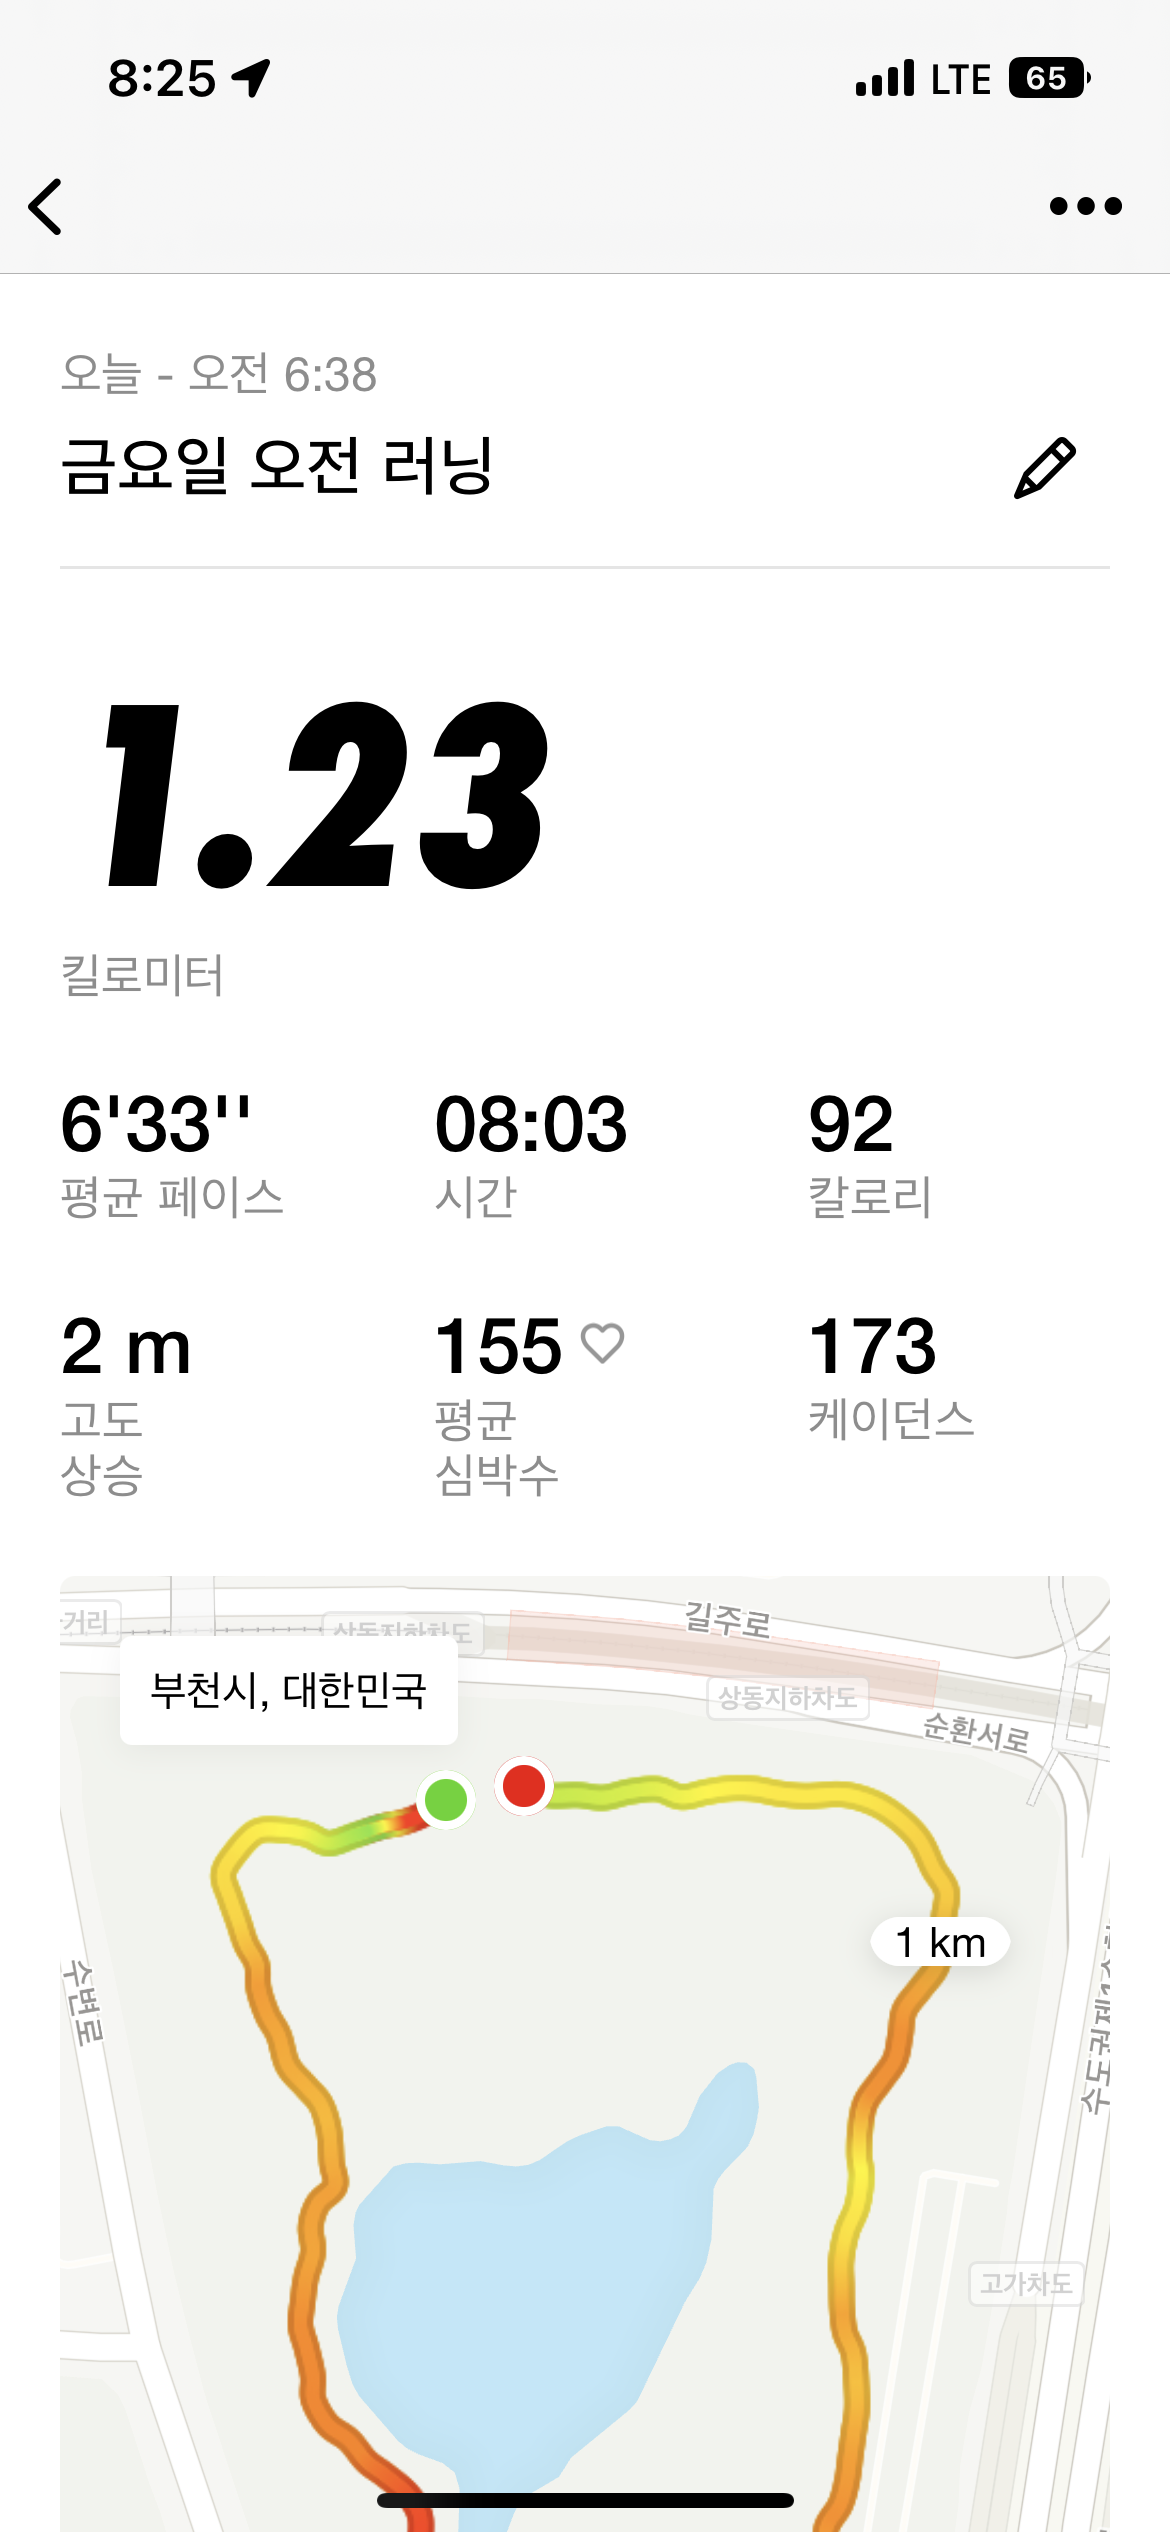 8:25 LTE 65
오늘 - 오전 6:38
금요일 오전 러닝
1.23
킬로미터
6'33'' 08:03 92
평균 페이스 시간 칼로리
2 m 155 173
고도 평균 케이던스
상승 심박수
길주로
거리
상동지하차도
부천시, 대한민국
상동지하차도
순환서로
1 km
수변로
고가차도